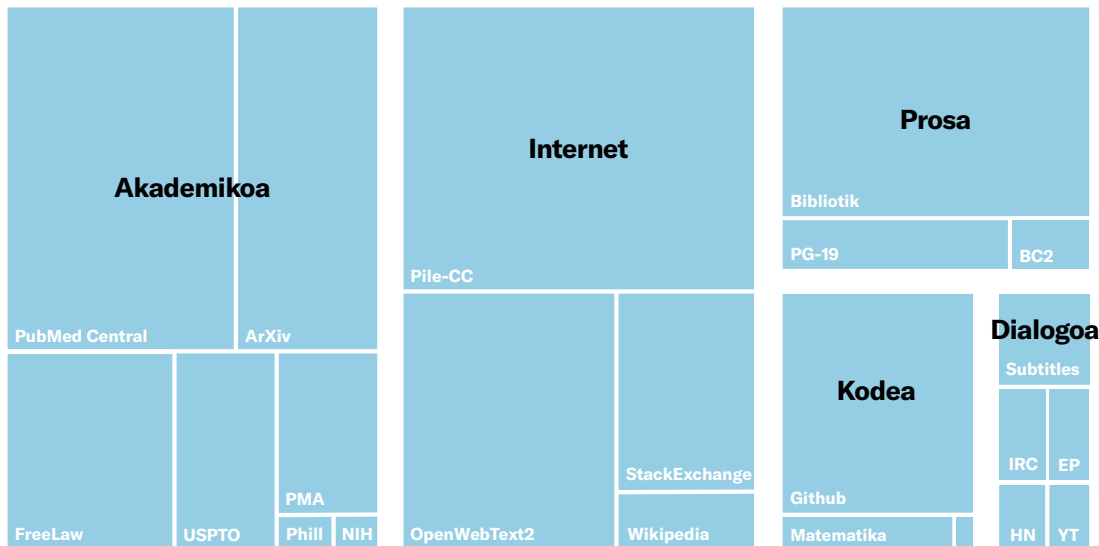 Akademikoa
PubMed Central
ArXiv
FreeLaw
USPTO
PMA
Phill
NIH
Internet
Pile-CC
OpenWebText2
StackExchange
Wikipedia
Prosa
Bibliotik
PG-19
BC2
Kodea
Github
Matematika
Dialogoa
Subtitles
IRC
EP
HN
YT